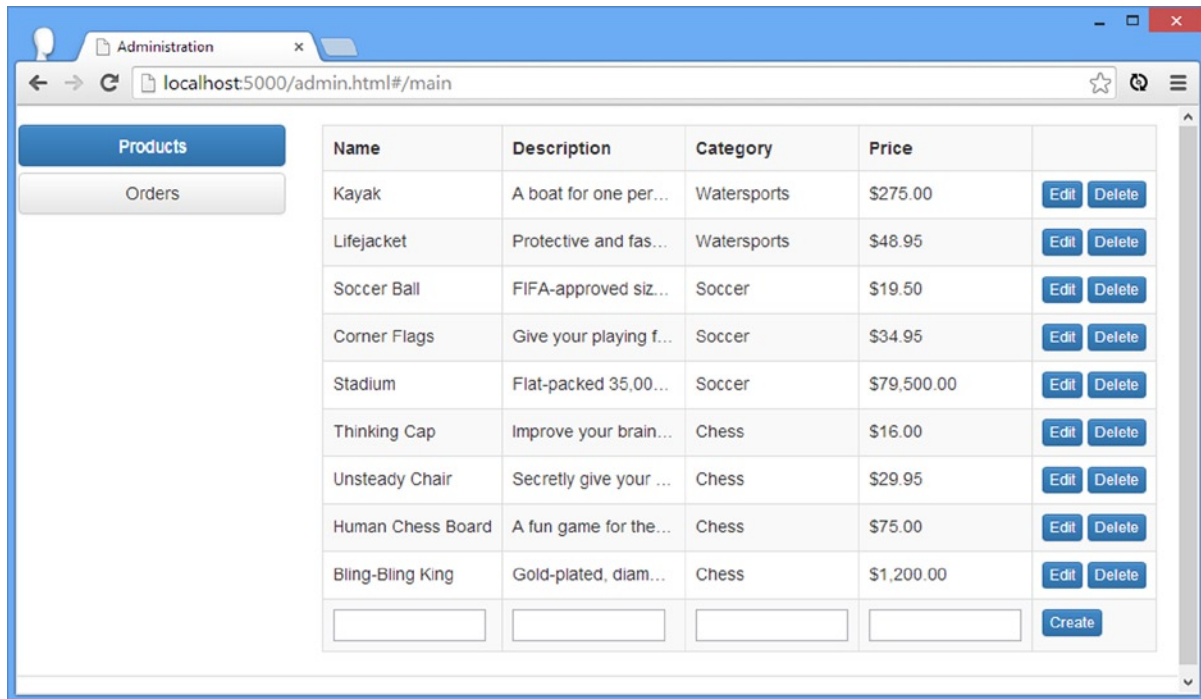 Administration
localhost:5000/admin.html#/main
Products
Orders
Name Description Category Price
Kayak A boat for one per... Watersports $275.00 Edit Delete
Lifejacket Protective and fas... Watersports $48.95 Edit Delete
Soccer Ball FIFA-approved siz... Soccer $19.50 Edit Delete
Corner Flags Give your playing f... Soccer $34.95 Edit Delete
Stadium Flat-packed 35,00... Soccer $79,500.00 Edit Delete
Thinking Cap Improve your brain... Chess $16.00 Edit Delete
Unsteady Chair Secretly give your ... Chess $29.95 Edit Delete
Human Chess Board A fun game for the... Chess $75.00 Edit Delete
Bling-Bling King Gold-plated, diam... Chess $1,200.00 Edit Delete
Create